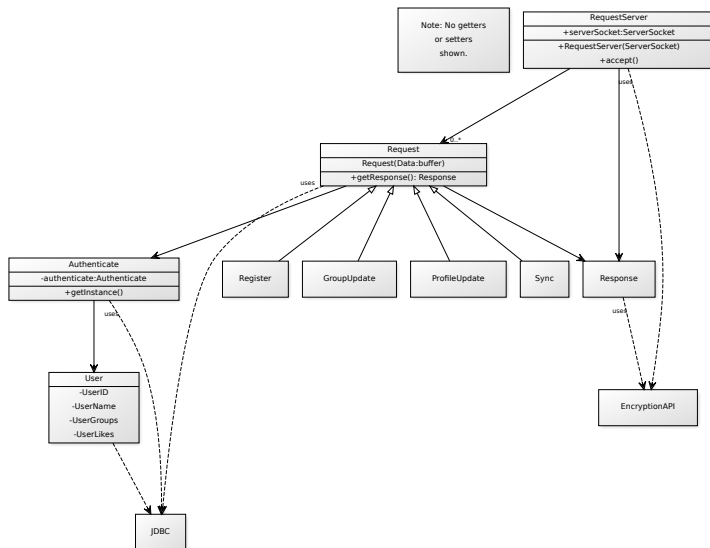 Note: No getters
or setters
shown.
RequestServer
+serverSocket:ServerSocket
+RequestServer(ServerSocket)
+accept()
uses
0..*
Request
Request(Data:buffer)
+getResponse(): Response
uses
Authenticate
-authenticate:Authenticate
+getInstance()
Register
GroupUpdate
ProfileUpdate
Sync
Response
uses
uses
User
-UserID
-UserName
-UserGroups
-UserLikes
EncryptionAPI
JDBC